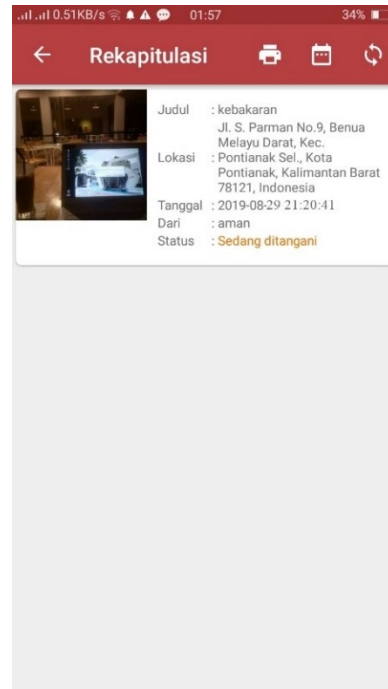 0.51KB/s 01:57 34%
Rekapitulasi
Judul : kebakaran
Jl. S. Parman No.9, Benua
Melayu Darat, Kec.
Lokasi : Pontianak Sel., Kota
Pontianak, Kalimantan Barat
78121, Indonesia
Tanggal : 2019-08-29 21:20:41
Dari : aman
Status : Sedang ditangani